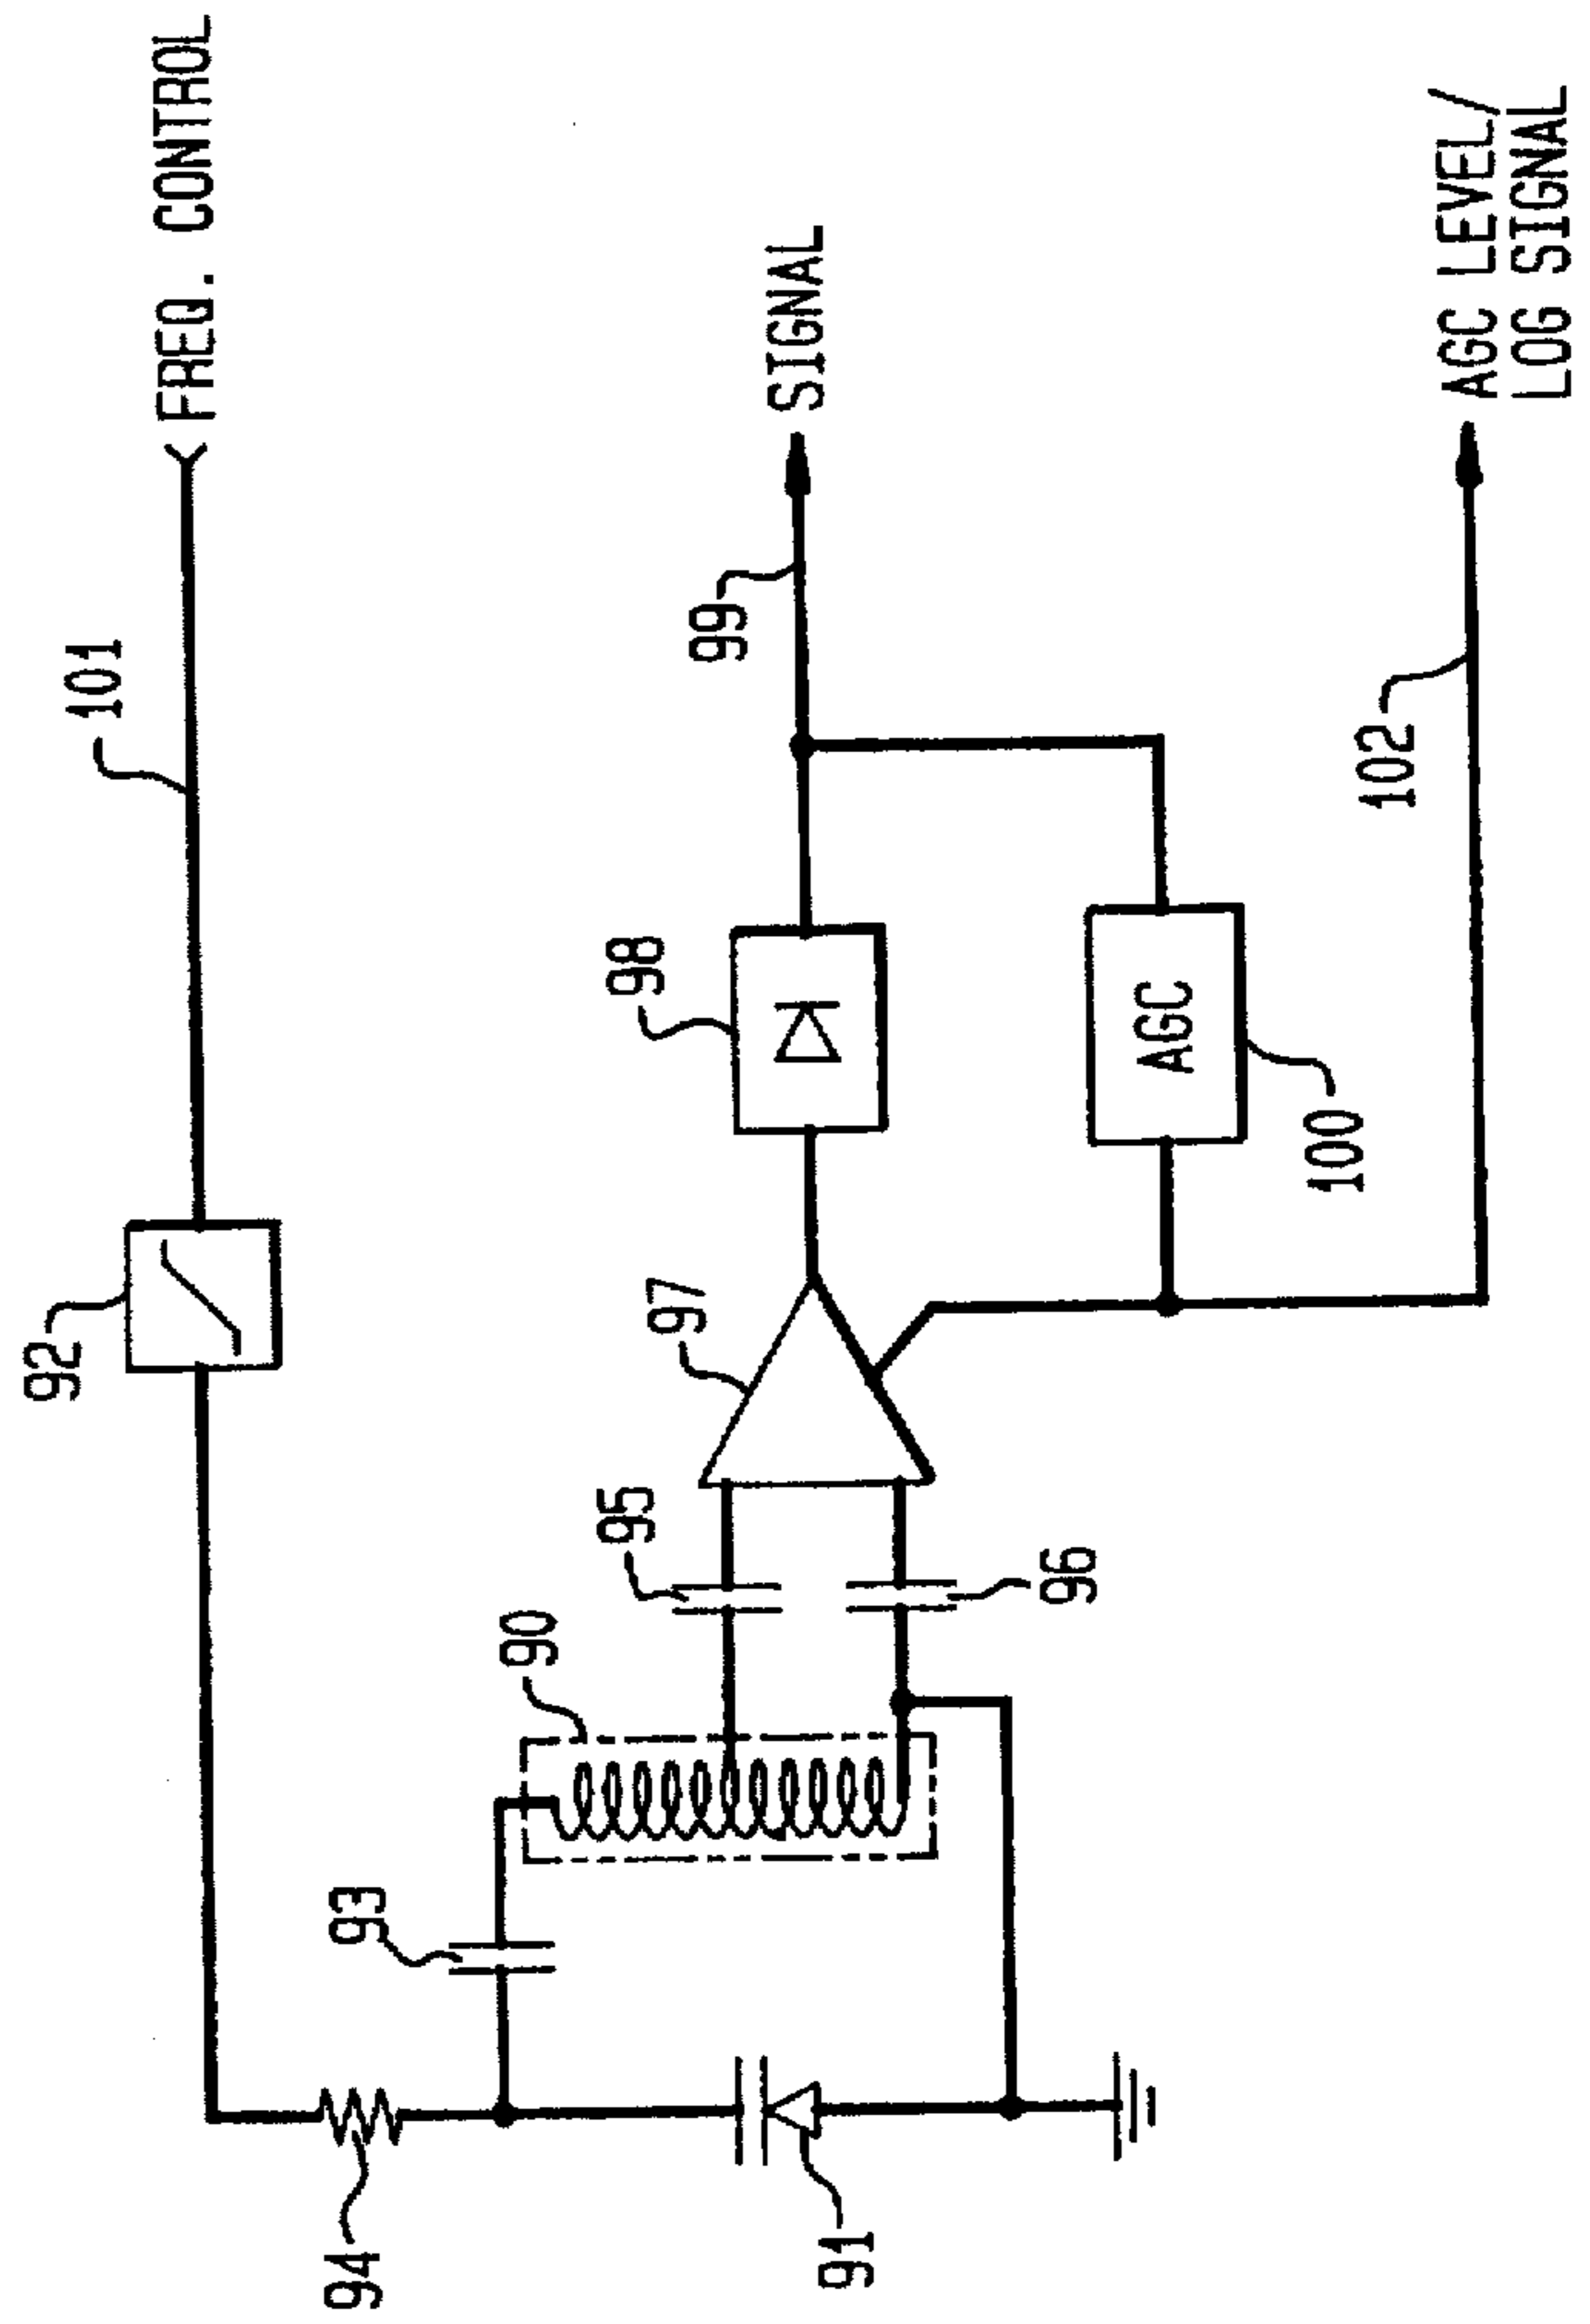 94
92
101
FREQ. CONTROL
93
90
95
97
98
99
SIGNAL
91
96
100
AGC
102
AGC LEVEL/
LOG SIGNAL